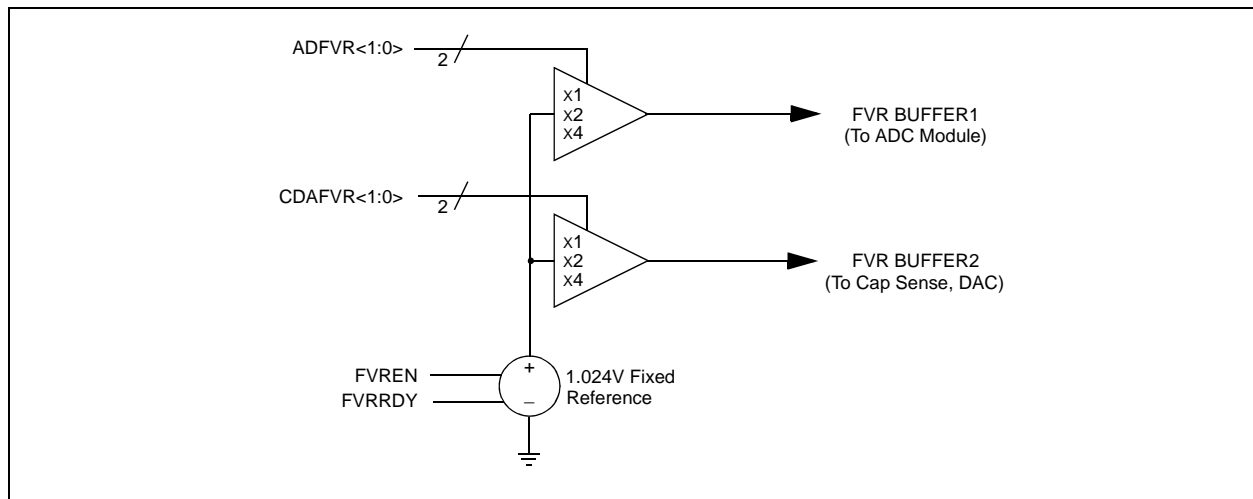 ADFVR<1:0>
2
X1
X2
X4
FVR BUFFER1
(To ADC Module)
CDAFVR<1:0>
2
X1
X2
X4
FVR BUFFER2
(To Cap Sense, DAC)
FVREN
FVRRDY
+
_
1.024V Fixed
Reference